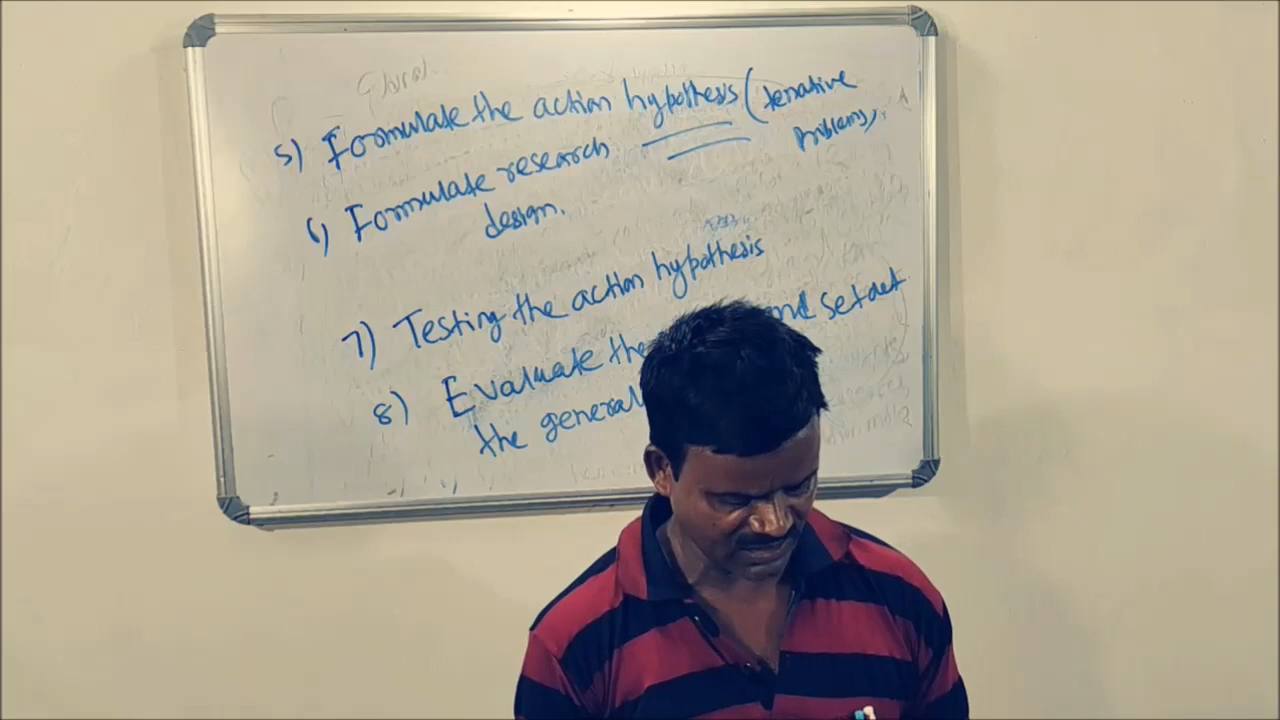 5) Formulate the action hypothesis (tenative
problems,
6) Formulate research
design.
7) Testing the action hypothesis
8) Evaluate the and set out
the general